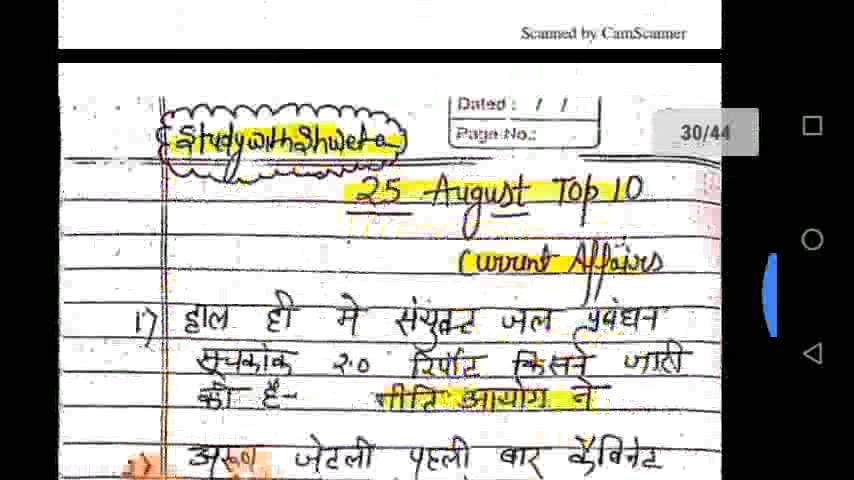 Scanned by CamScanner
Dated : / /
Page No.:
30/44
Studywithshweta
25 August Top 10
Current Affairs
1) हाल ही मे संयुक्ट जल प्रबंधन
सूचकांक 2.0 रिर्पोट किसने जारी
की है- नीति आयोग ने
2) अरूण जेटली पहली बार कैबिनेट